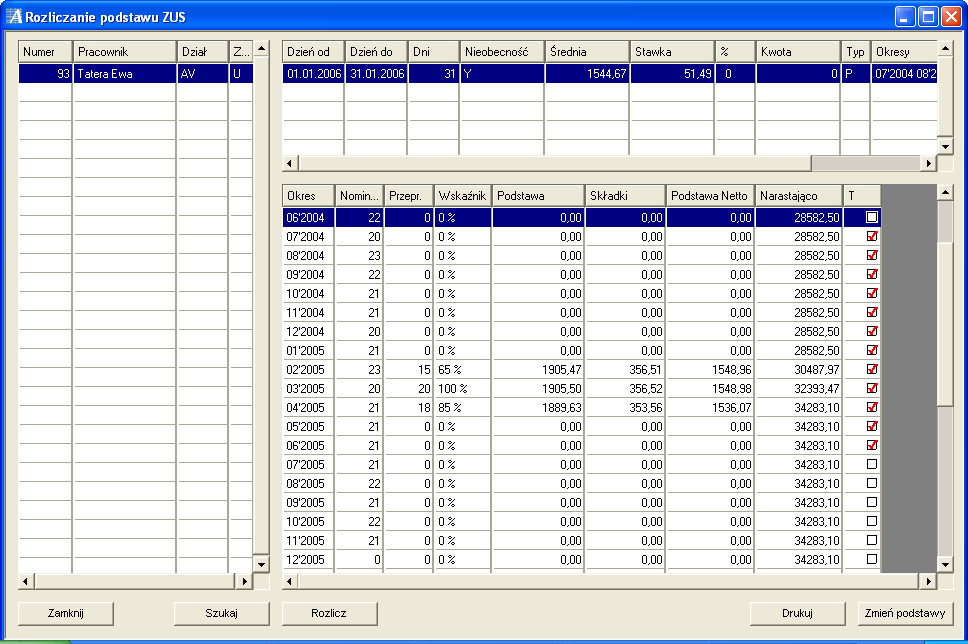 Rozliczanie podstawu ZUS
Numer Pracownik Dział Z...
93 Tatera Ewa AV U
Dzień od Dzień do Dni Nieobecność Średnia Stawka % Kwota Typ Okresy
01.01.2006 31.01.2006 31 Y 1544,67 51,49 0 0 P 07'2004 08'2
Okres Nomin... Przepr. Wskaźnik Podstawa Składki Podstawa Netto Narastająco T
06'2004 22 0 0 % 0,00 0,00 0,00 28582,50
07'2004 20 0 0 % 0,00 0,00 0,00 28582,50
08'2004 23 0 0 % 0,00 0,00 0,00 28582,50
09'2004 22 0 0 % 0,00 0,00 0,00 28582,50
10'2004 21 0 0 % 0,00 0,00 0,00 28582,50
11'2004 21 0 0 % 0,00 0,00 0,00 28582,50
12'2004 20 0 0 % 0,00 0,00 0,00 28582,50
01'2005 21 0 0 % 0,00 0,00 0,00 28582,50
02'2005 23 15 65 % 1905,47 356,51 1548,96 30487,97
03'2005 20 20 100 % 1905,50 356,52 1548,98 32393,47
04'2005 21 18 85 % 1889,63 353,56 1536,07 34283,10
05'2005 21 0 0 % 0,00 0,00 0,00 34283,10
06'2005 21 0 0 % 0,00 0,00 0,00 34283,10
07'2005 21 0 0 % 0,00 0,00 0,00 34283,10
08'2005 22 0 0 % 0,00 0,00 0,00 34283,10
09'2005 21 0 0 % 0,00 0,00 0,00 34283,10
10'2005 22 0 0 % 0,00 0,00 0,00 34283,10
11'2005 21 0 0 % 0,00 0,00 0,00 34283,10
12'2005 0 0 0 % 0,00 0,00 0,00 34283,10
Zamknij Szukaj Rozlicz Drukuj Zmień podstawy